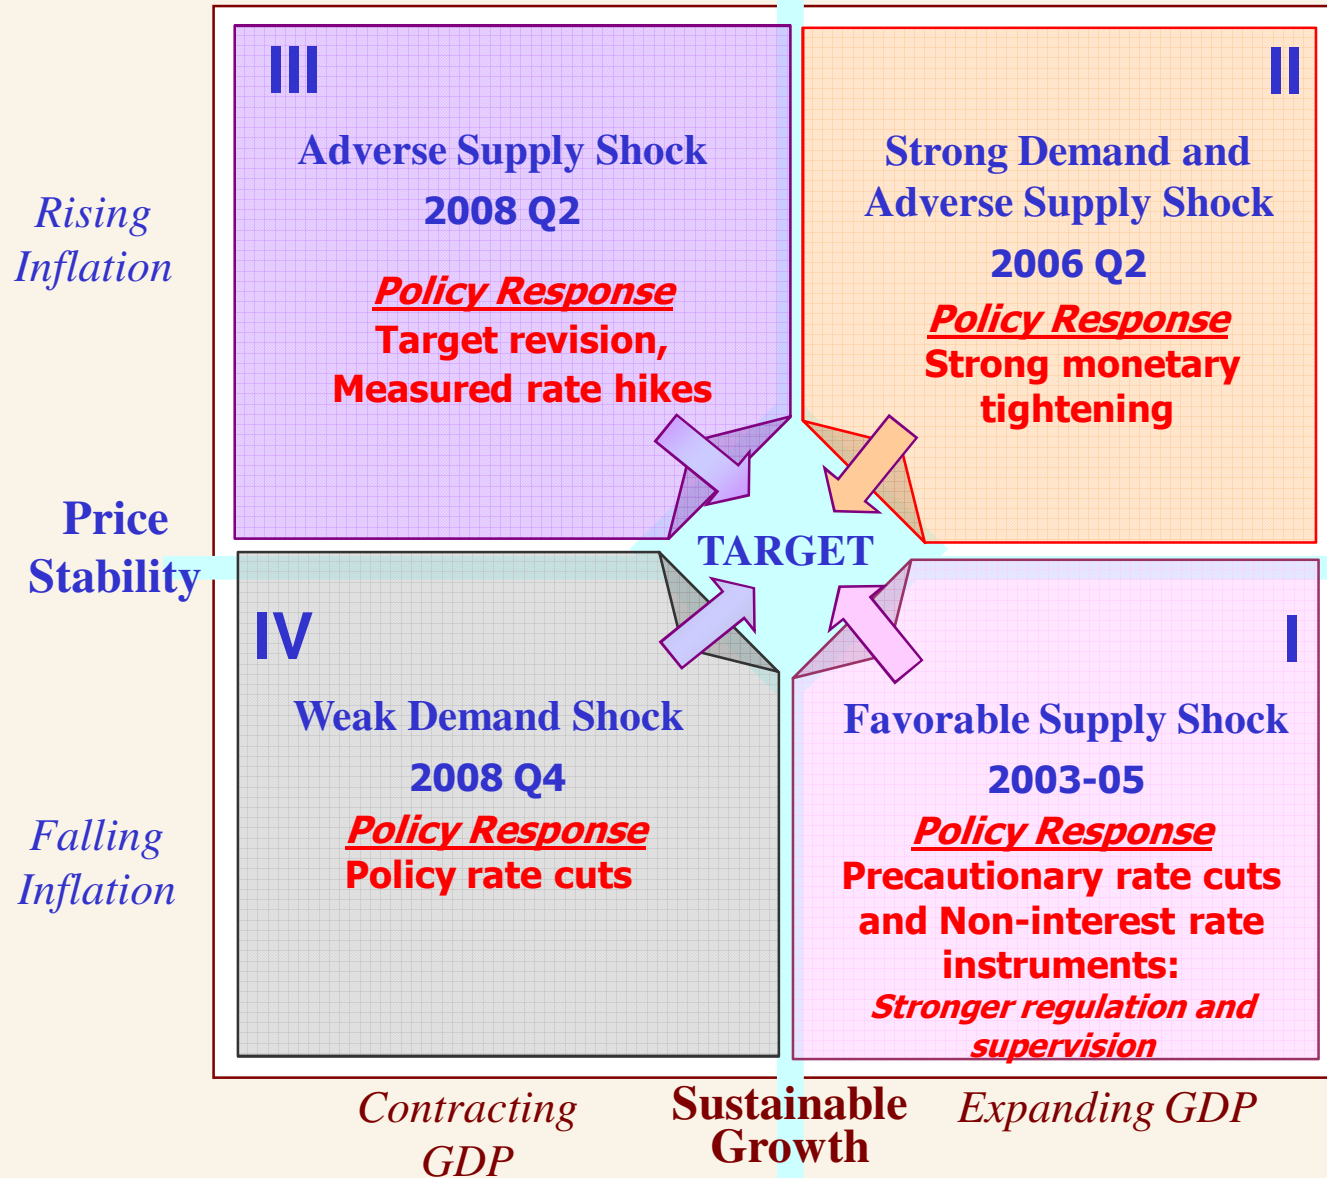 III
Adverse Supply Shock
2008 Q2
Policy Response
Target revision,
Measured rate hikes
II
Strong Demand and
Adverse Supply Shock
2006 Q2
Policy Response
Strong monetary
tightening
Rising
Inflation
Price
Stability
TARGET
IV
Weak Demand Shock
2008 Q4
Policy Response
Policy rate cuts
I
Favorable Supply Shock
2003-05
Policy Response
Precautionary rate cuts
and Non-interest rate
instruments:
Stronger regulation and
supervision
Falling
Inflation
Contracting
GDP
Sustainable
Growth
Expanding GDP